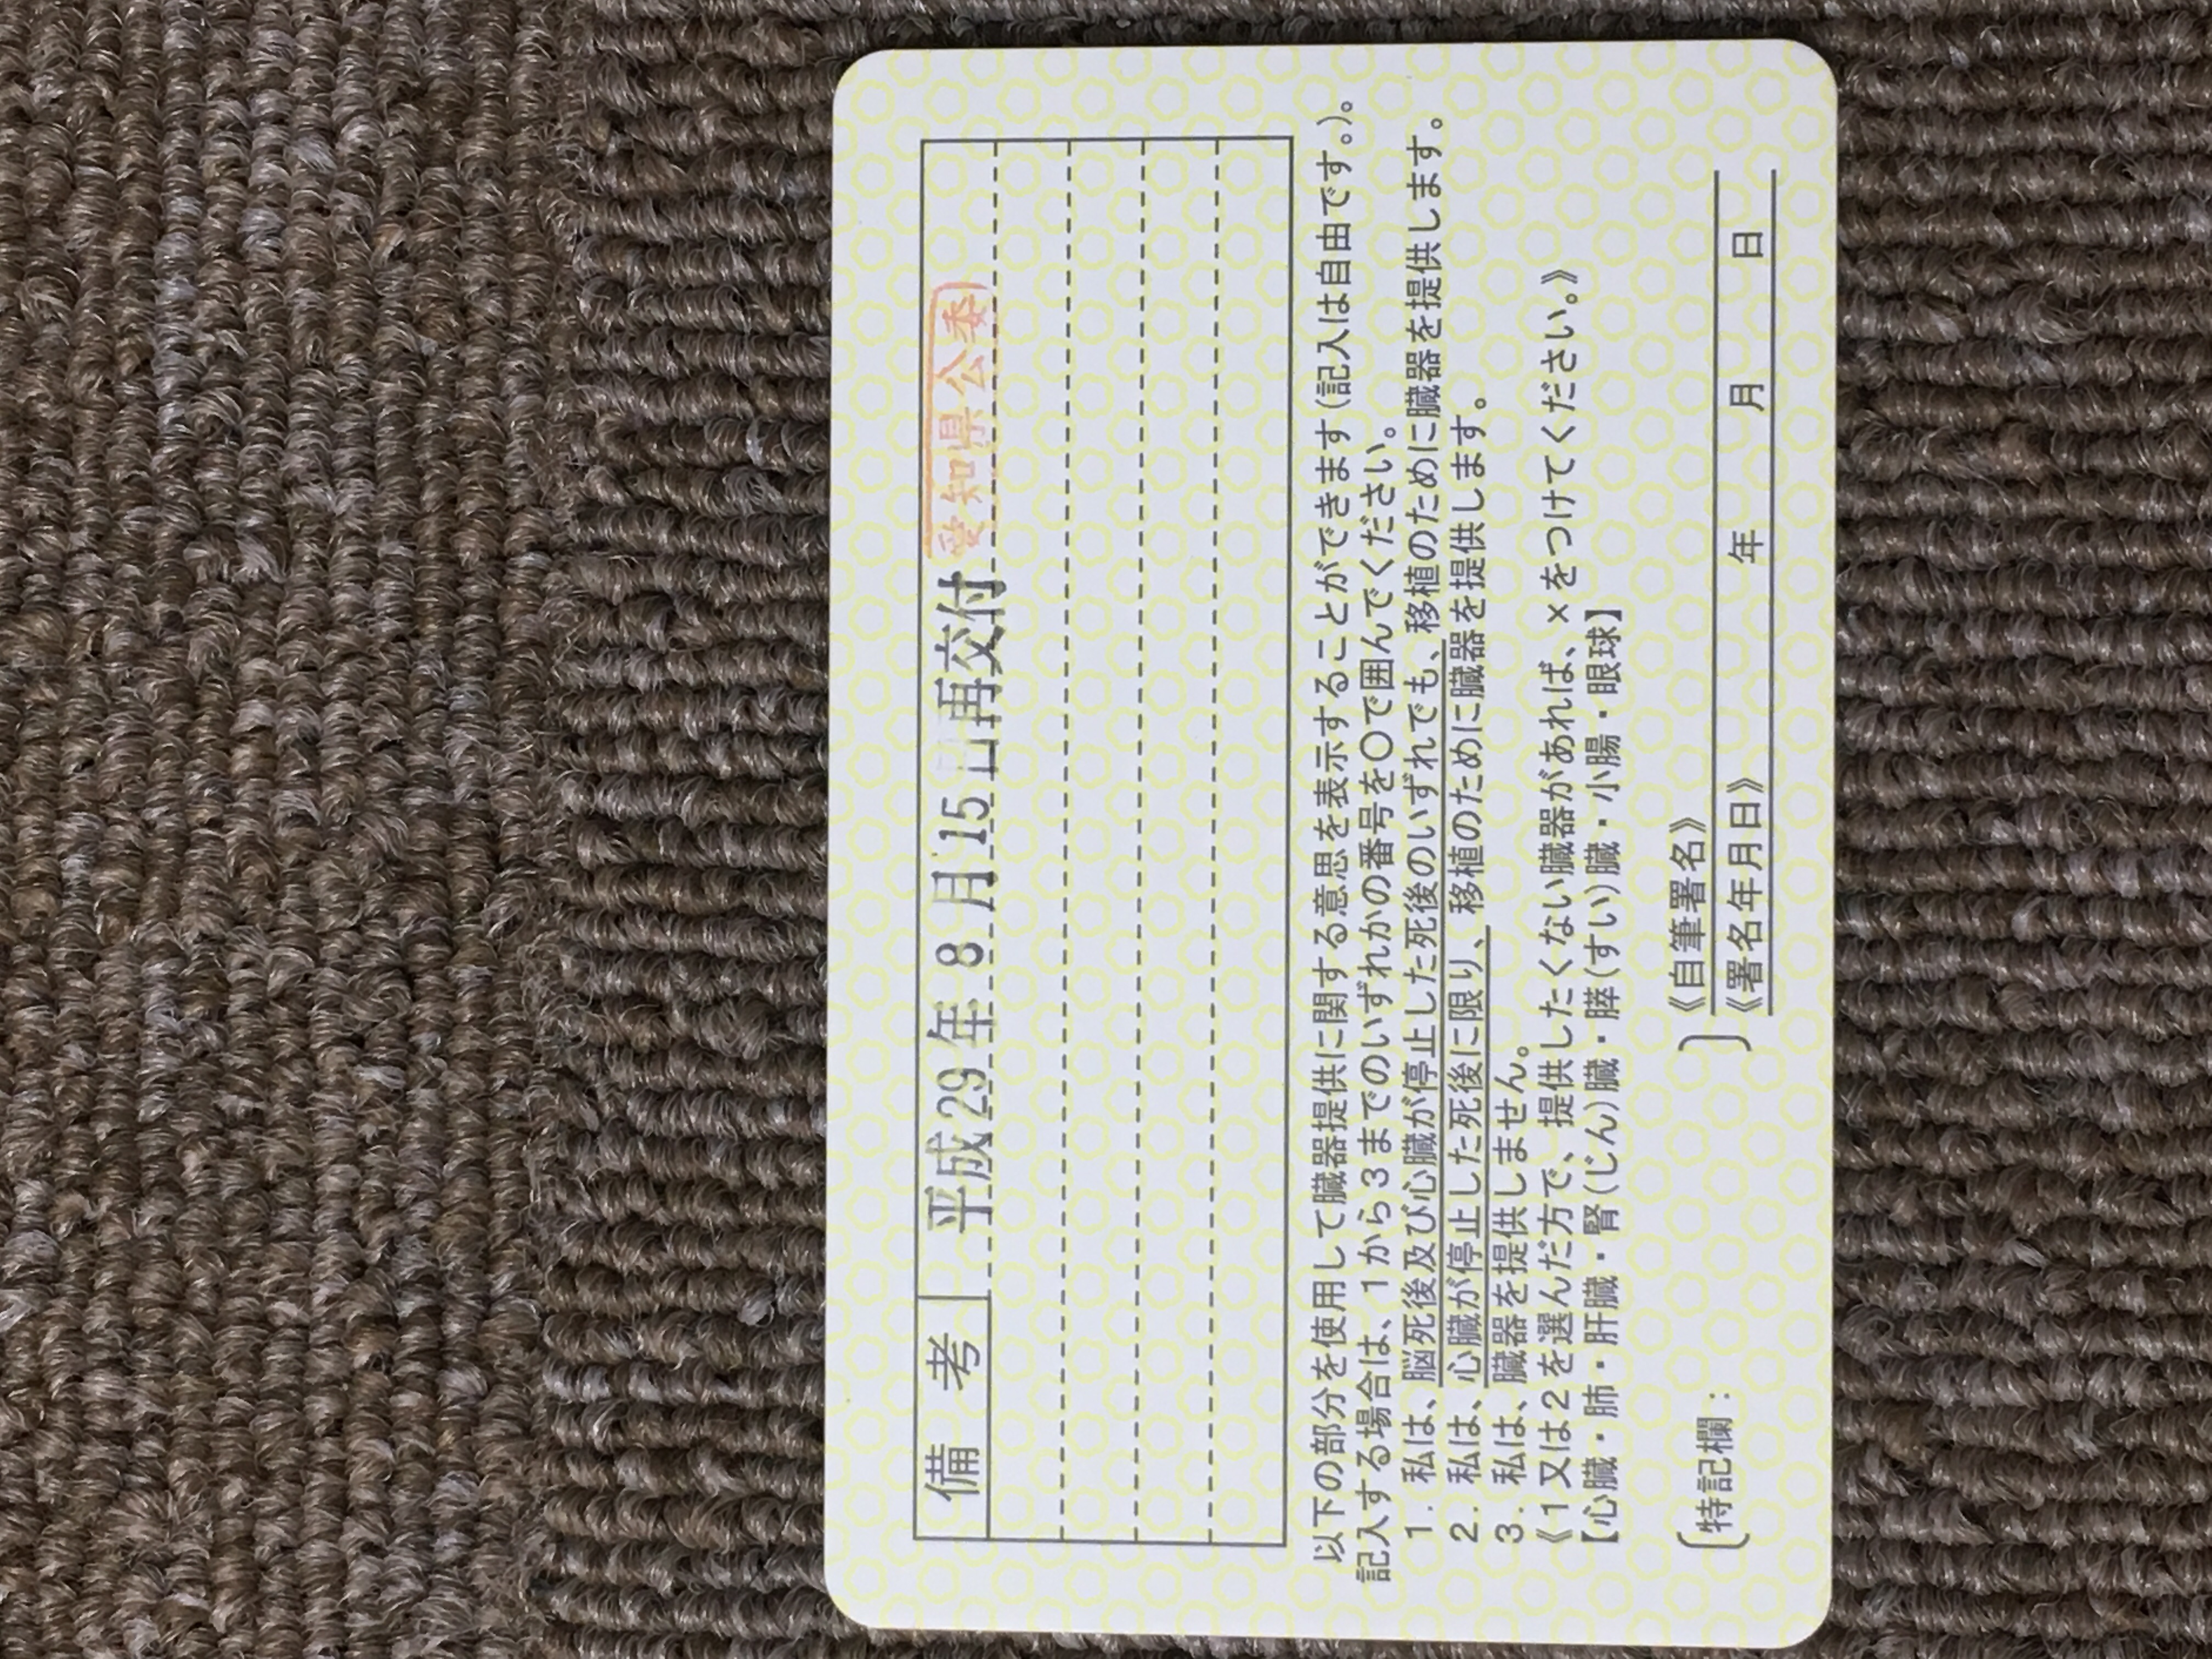 備考 平成29年8月15日再交付 愛知県公委
以下の部分を使用して臓器提供に関する意思を表示することができます(記入は自由です。)。
記入する場合は、1から3までのいずれかの番号を〇で囲んでください。
1. 私は、脳死後及び心臓が停止した死後のいずれでも、移植のために臓器を提供します。
2. 私は、心臓が停止した死後に限り、移植のために臓器を提供します。
3. 私は、臓器を提供しません。
《1又は2を選んだ方で、提供したくない臓器があれば、×をつけてください。》
【心臓・肺・肝臓・腎(じん)臓・膵(すい)臓・小腸・眼球】
〔特記欄: 〕
《自筆署名》
《署名年月日》 年 月 日